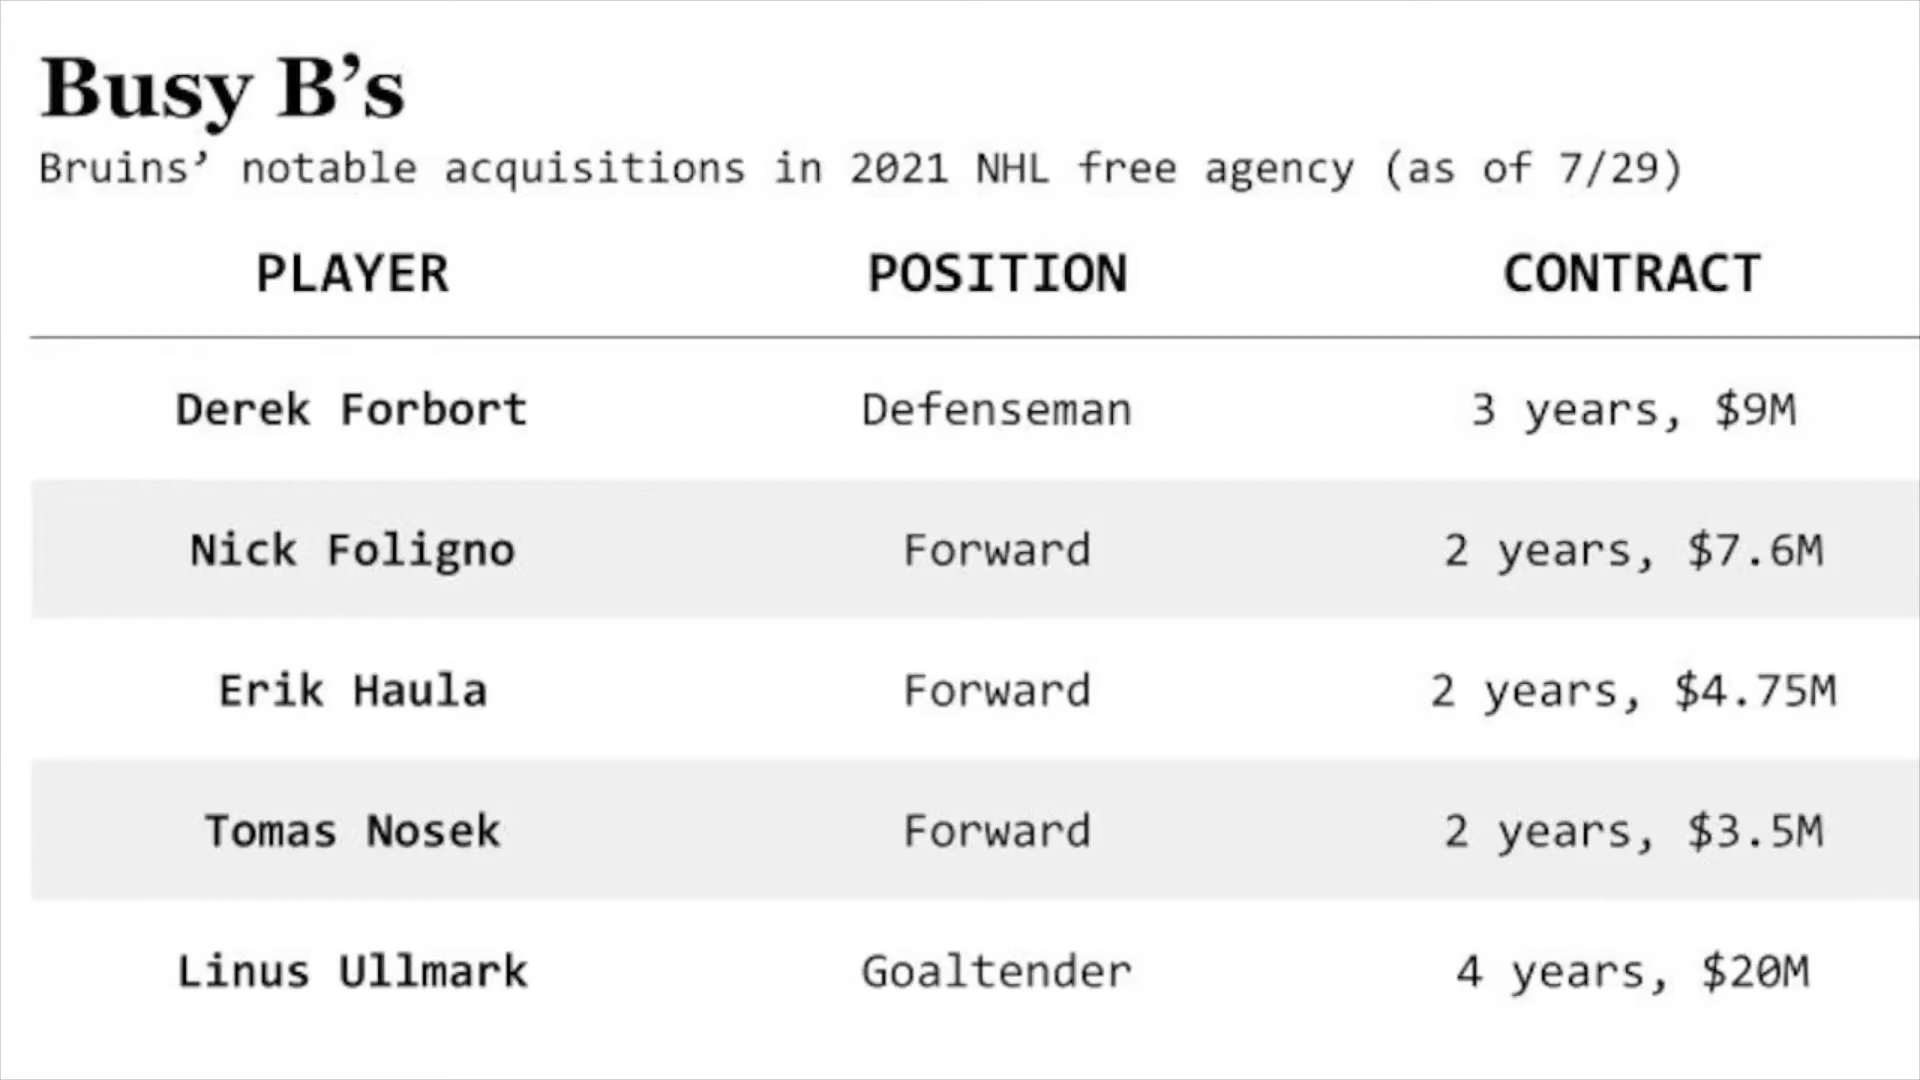 Busy B’s
Bruins’ notable acquisitions in 2021 NHL free agency (as of 7/29)
PLAYER POSITION CONTRACT
Derek Forbort Defenseman 3 years, $9M
Nick Foligno Forward 2 years, $7.6M
Erik Haula Forward 2 years, $4.75M
Tomas Nosek Forward 2 years, $3.5M
Linus Ullmark Goaltender 4 years, $20M